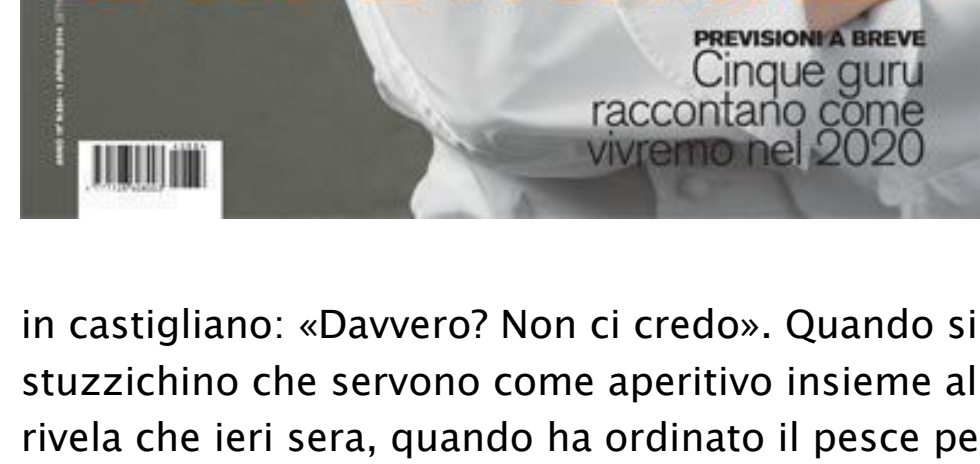 PREVISIONI A BREVE
Cinque guru
raccontano come
vivremo nel 2020
in castigliano: «Davvero? Non ci credo». Quando si
stuzzichino che servono come aperitivo insieme al
rivela che ieri sera, quando ha ordinato il pesce pe